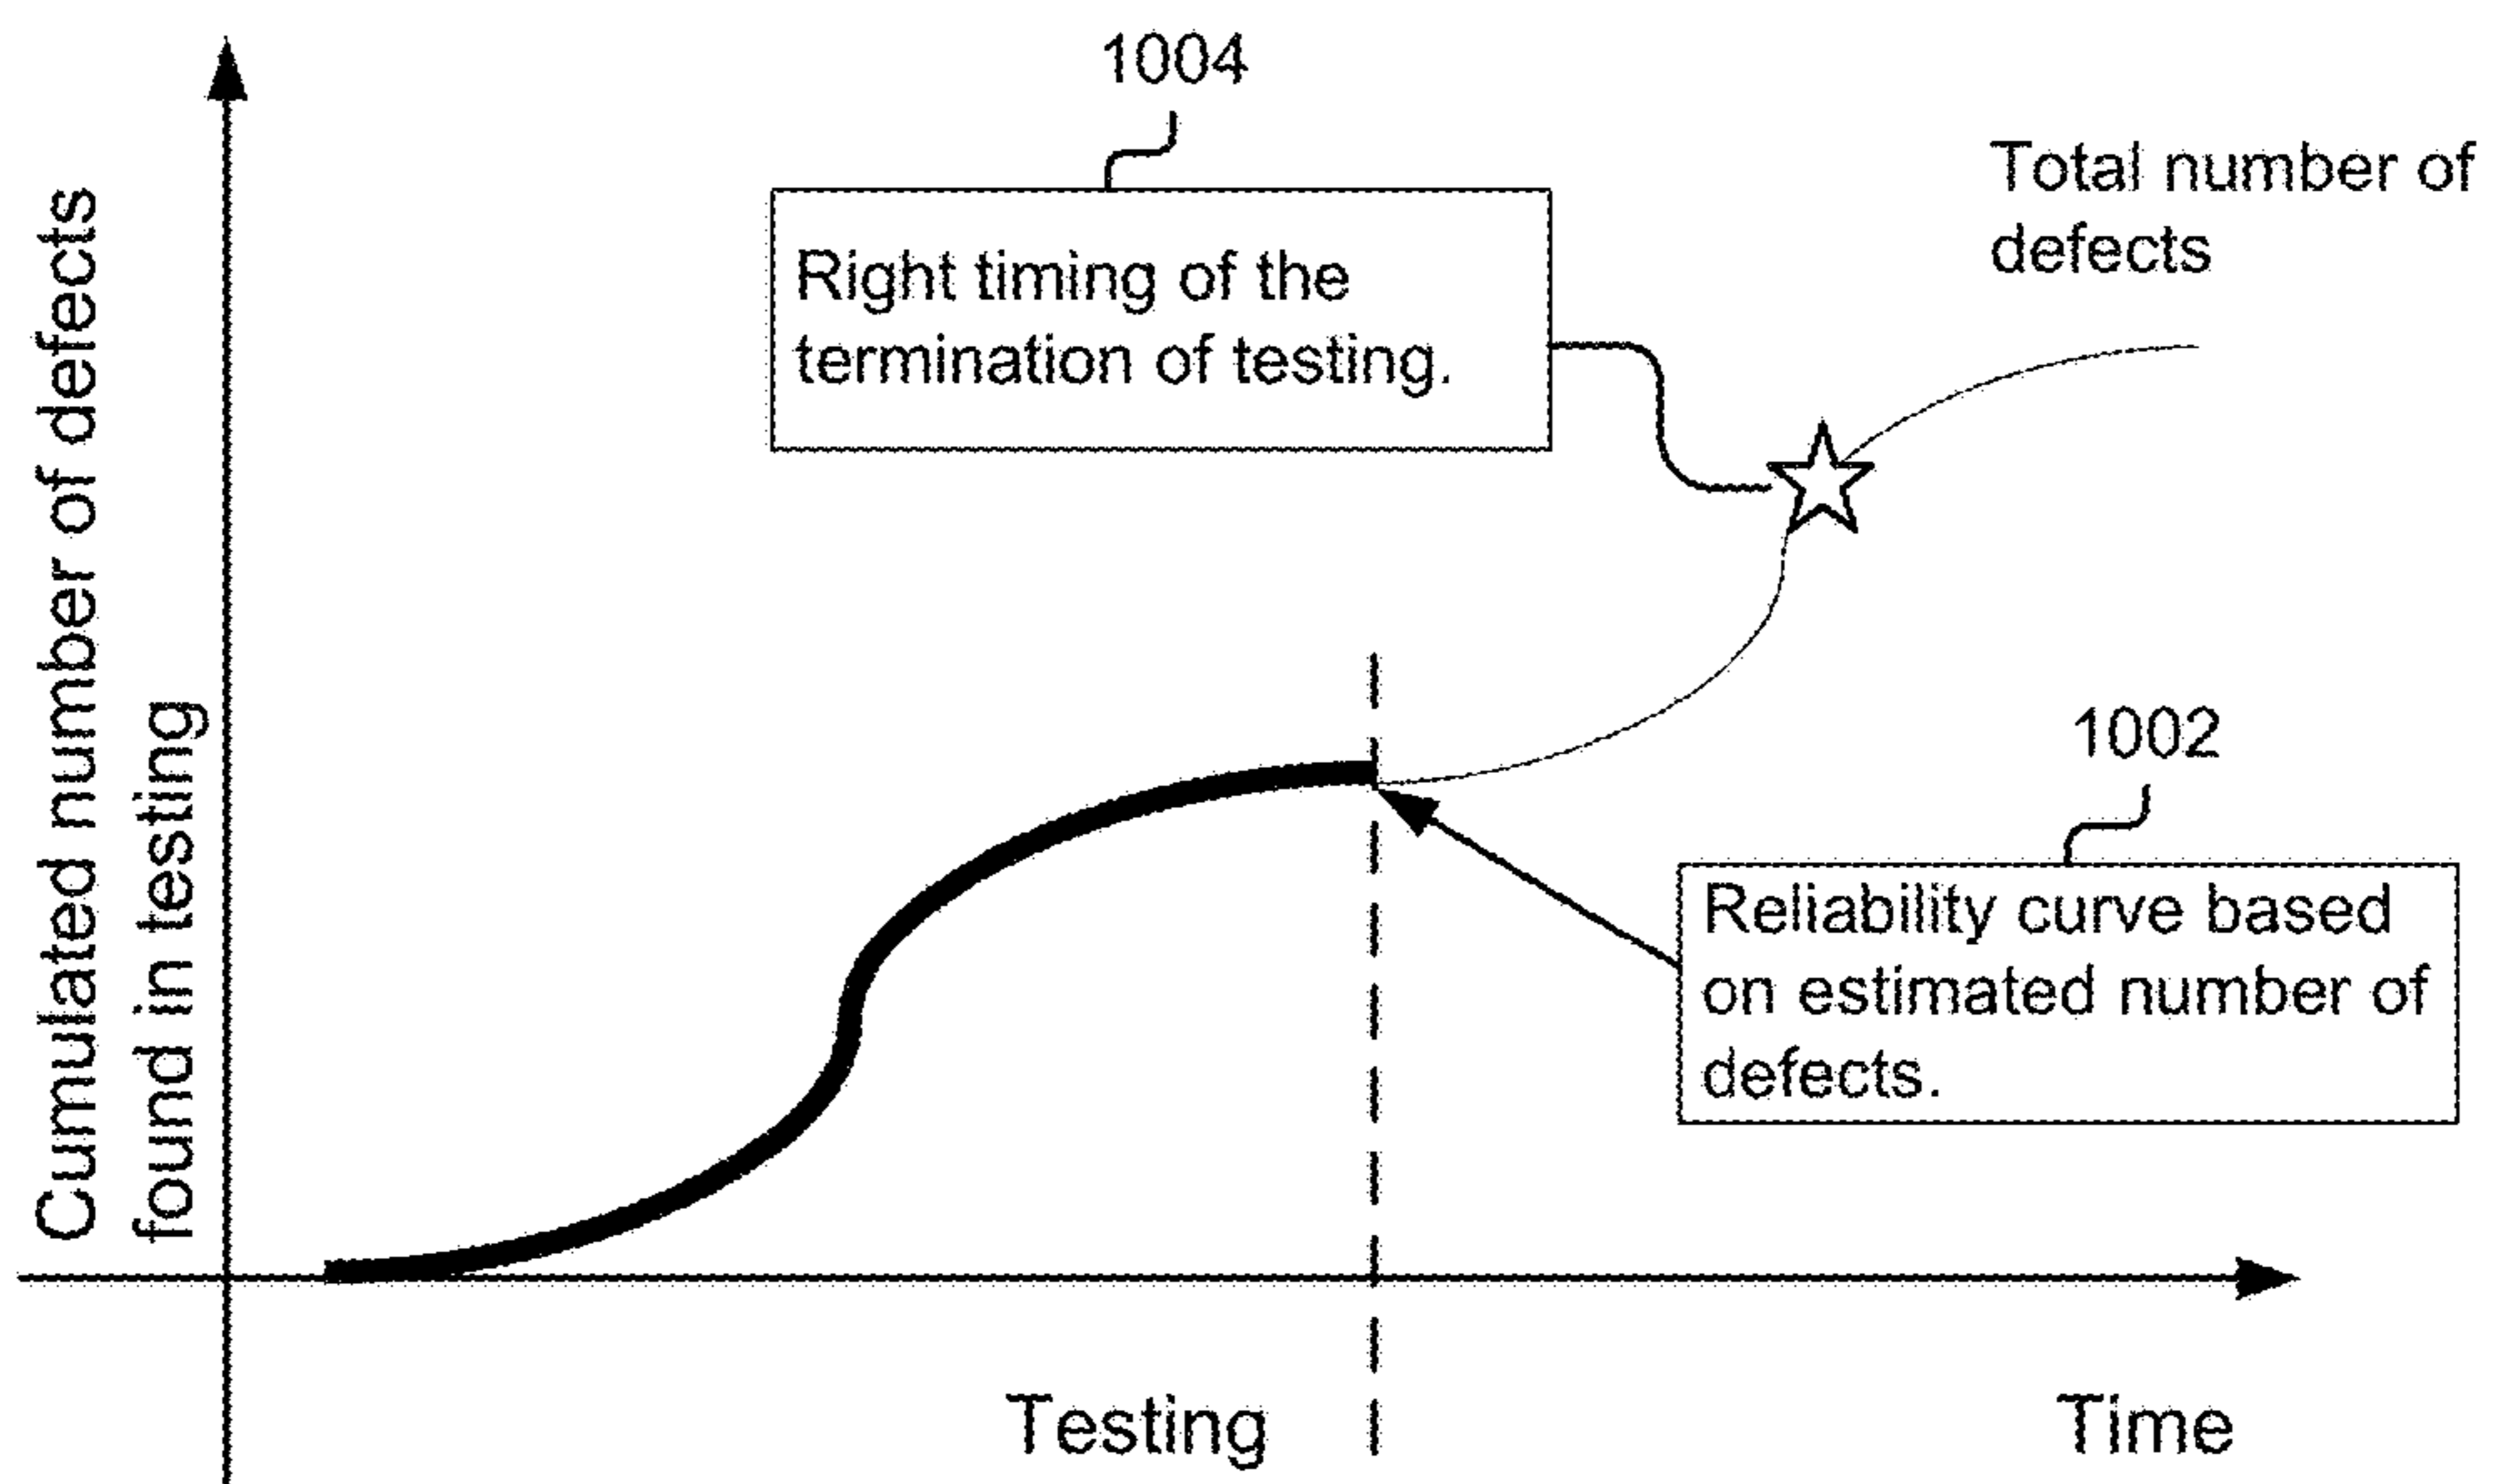 Cumulated number of defects
found in testing
1004
Right timing of the
termination of testing.
Total number of
defects
1002
Reliability curve based
on estimated number of
defects.
Testing
Time